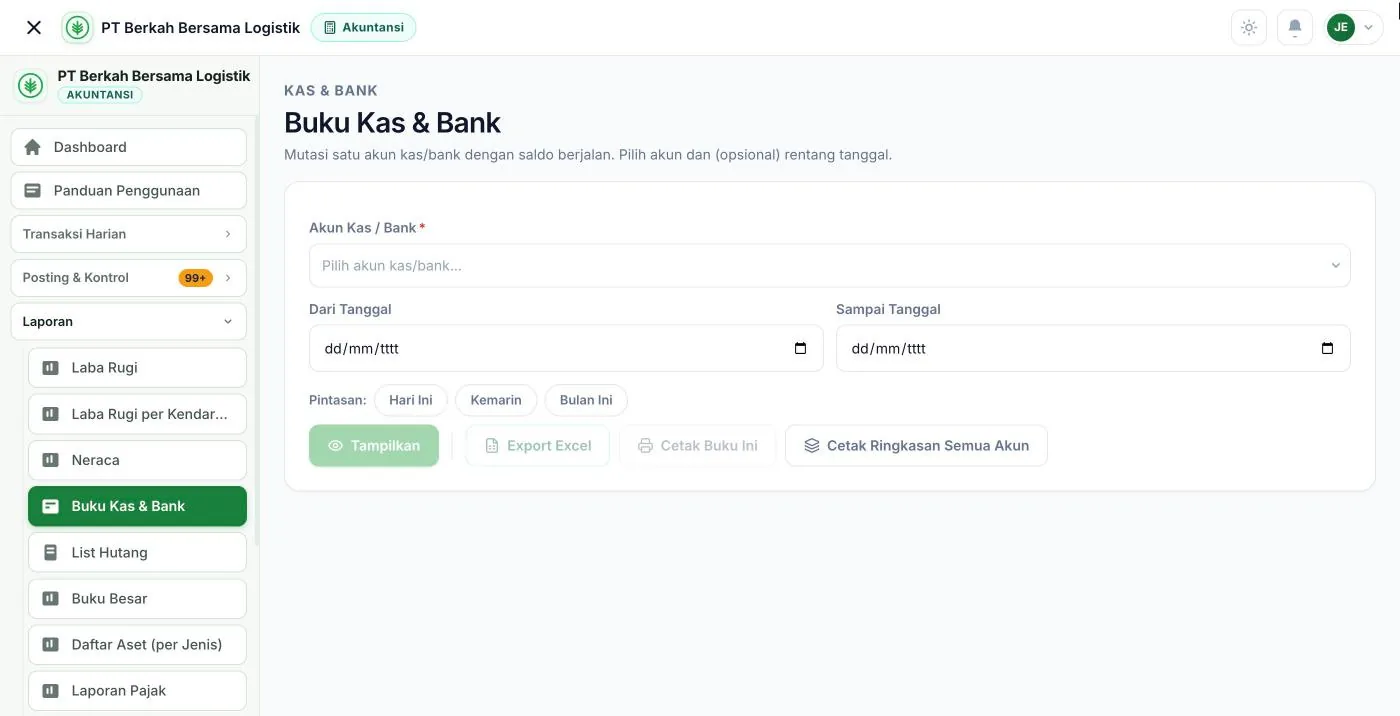 PT Berkah Bersama Logistik
Akuntansi
JE
PT Berkah Bersama Logistik
AKUNTANSI
Dashboard
Panduan Penggunaan
Transaksi Harian
Posting & Kontrol 99+
Laporan
Laba Rugi
Laba Rugi per Kendar...
Neraca
Buku Kas & Bank
List Hutang
Buku Besar
Daftar Aset (per Jenis)
Laporan Pajak
KAS & BANK
Buku Kas & Bank
Mutasi satu akun kas/bank dengan saldo berjalan. Pilih akun dan (opsional) rentang tanggal.
Akun Kas / Bank *
Pilih akun kas/bank...
Dari Tanggal
dd/mm/tttt
Sampai Tanggal
dd/mm/tttt
Pintasan: Hari Ini Kemarin Bulan Ini
Tampilkan Export Excel Cetak Buku Ini Cetak Ringkasan Semua Akun